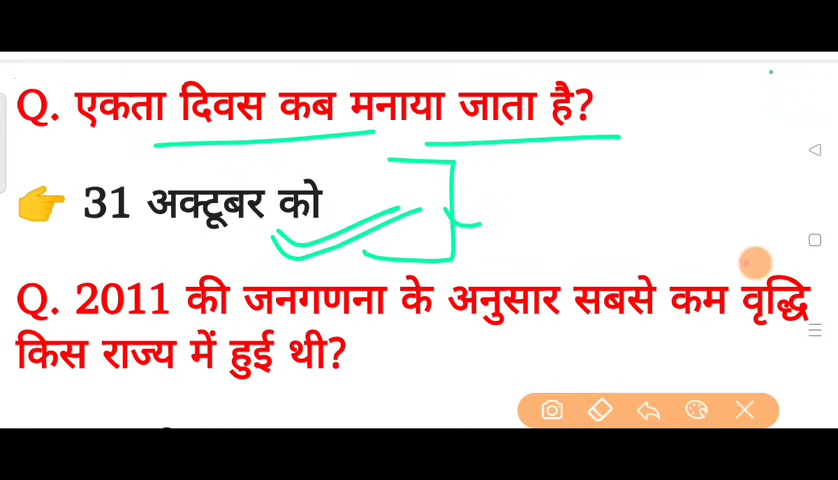 Q. एकता दिवस कब मनाया जाता है?
👉 31 अक्टूबर को
Q. 2011 की जनगणना के अनुसार सबसे कम वृद्धि
किस राज्य में हुई थी?